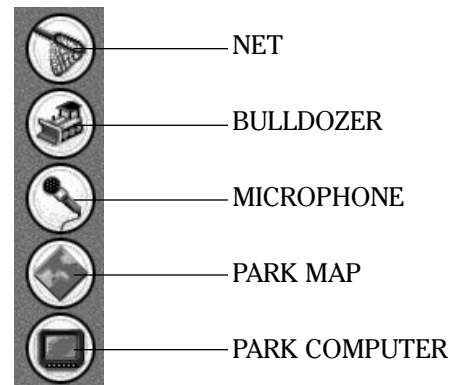 NET
BULLDOZER
MICROPHONE
PARK MAP
PARK COMPUTER